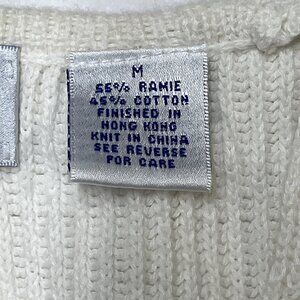 M
55% RAMIE
45% COTTON
FINISHED IN
HONG KONG
KNIT IN CHINA
SEE REVERSE
FOR CARE